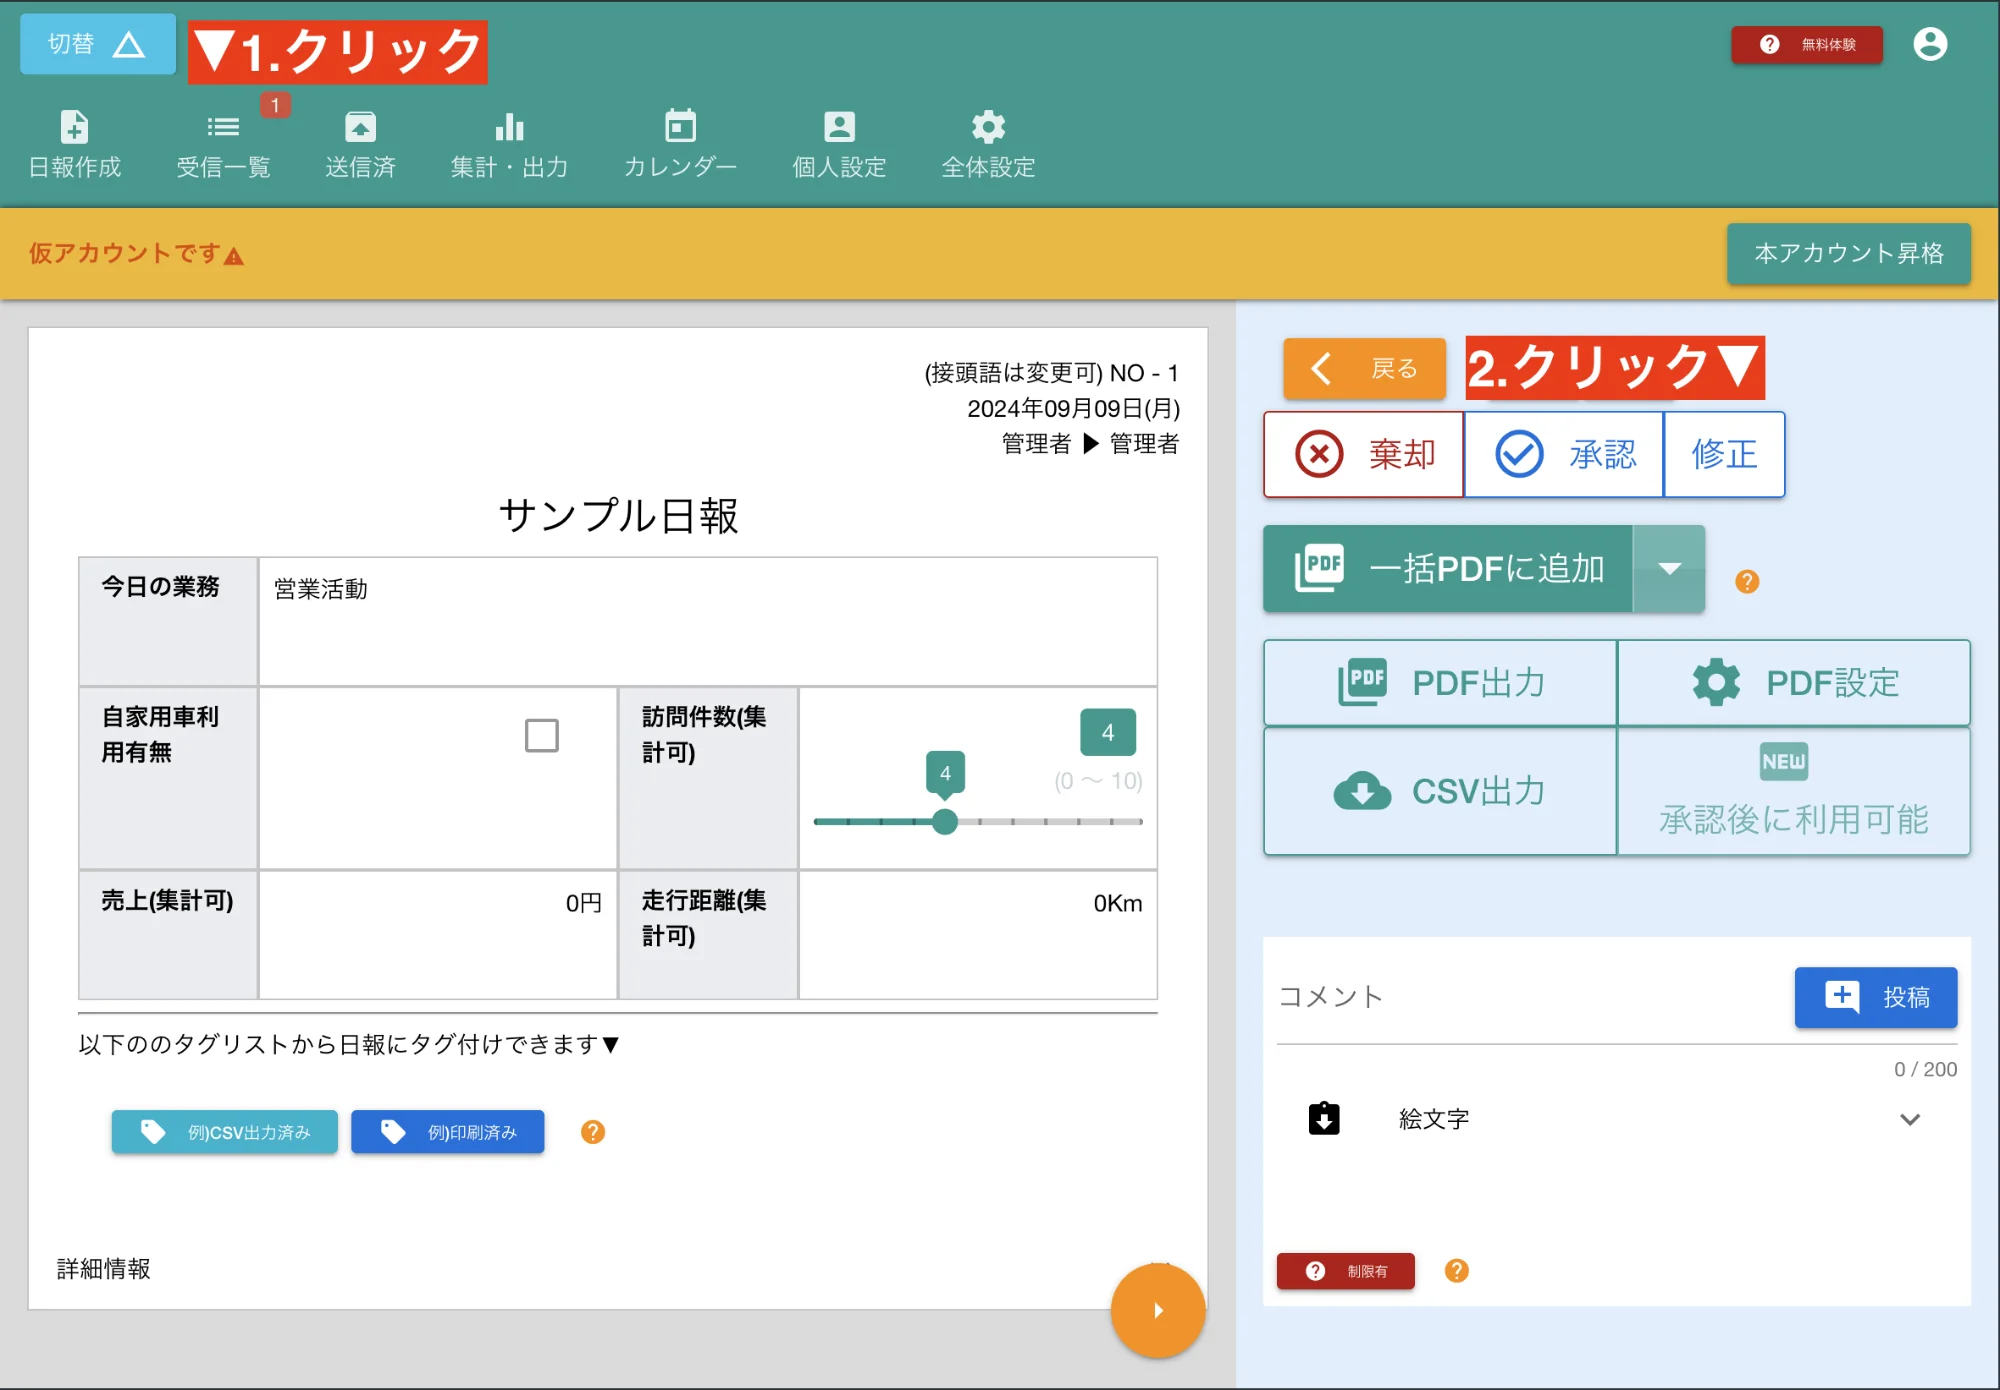 切替
▼1.クリック
無料体験
1
日報作成
受信一覧
送信済
集計・出力
カレンダー
個人設定
全体設定
仮アカウントです
本アカウント昇格
(接頭語は変更可) NO - 1
2024年09月09日(月)
管理者 ▶ 管理者
サンプル日報
今日の業務
営業活動
自家用車利
用有無
訪問件数(集
計可)
4
4
(0 〜 10)
売上(集計可)
0円
走行距離(集
計可)
0Km
以下ののタグリストから日報にタグ付けできます▼
例)CSV出力済み
例)印刷済み
?
詳細情報
戻る
2.クリック▼
棄却
承認
修正
PDF
一括PDFに追加
?
PDF
PDF出力
PDF設定
CSV出力
NEW
承認後に利用可能
コメント
投稿
0 / 200
絵文字
? 制限有
?